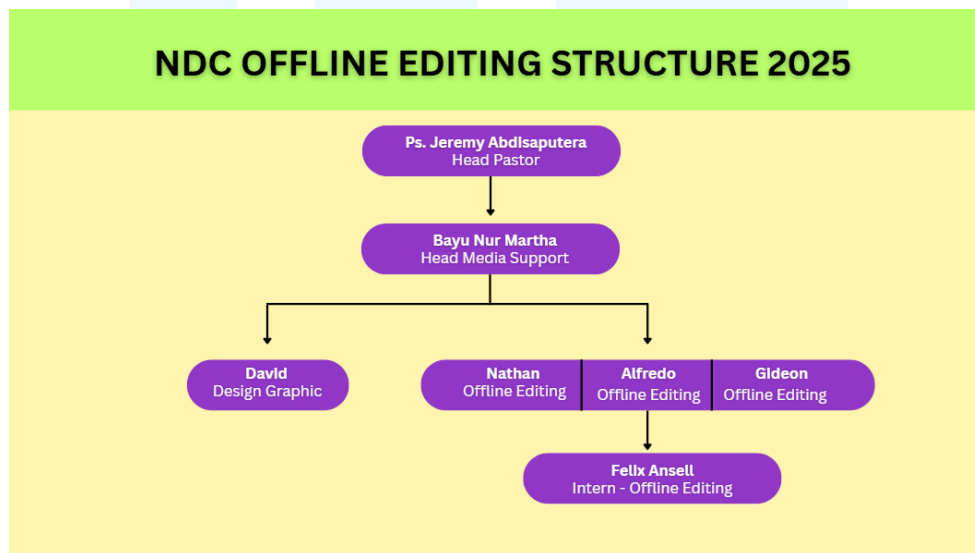 NDC OFFLINE EDITING STRUCTURE 2025
Ps. Jeremy Abdisaputera
Head Pastor
Bayu Nur Martha
Head Media Support
David
Design Graphic
Nathan
Offline Editing
Alfredo
Offline Editing
Gideon
Offline Editing
Felix Ansell
Intern - Offline Editing